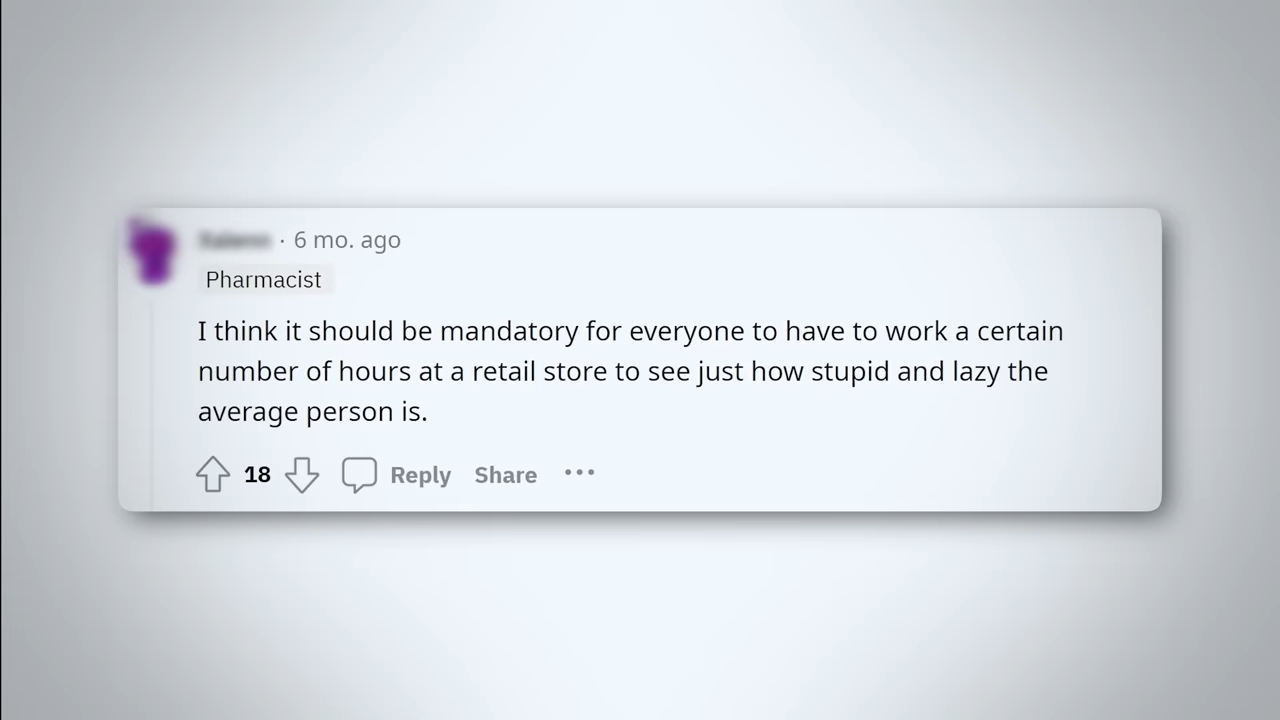 · 6 mo. ago
Pharmacist
I think it should be mandatory for everyone to have to work a certain
number of hours at a retail store to see just how stupid and lazy the
average person is.
18 Reply Share •••